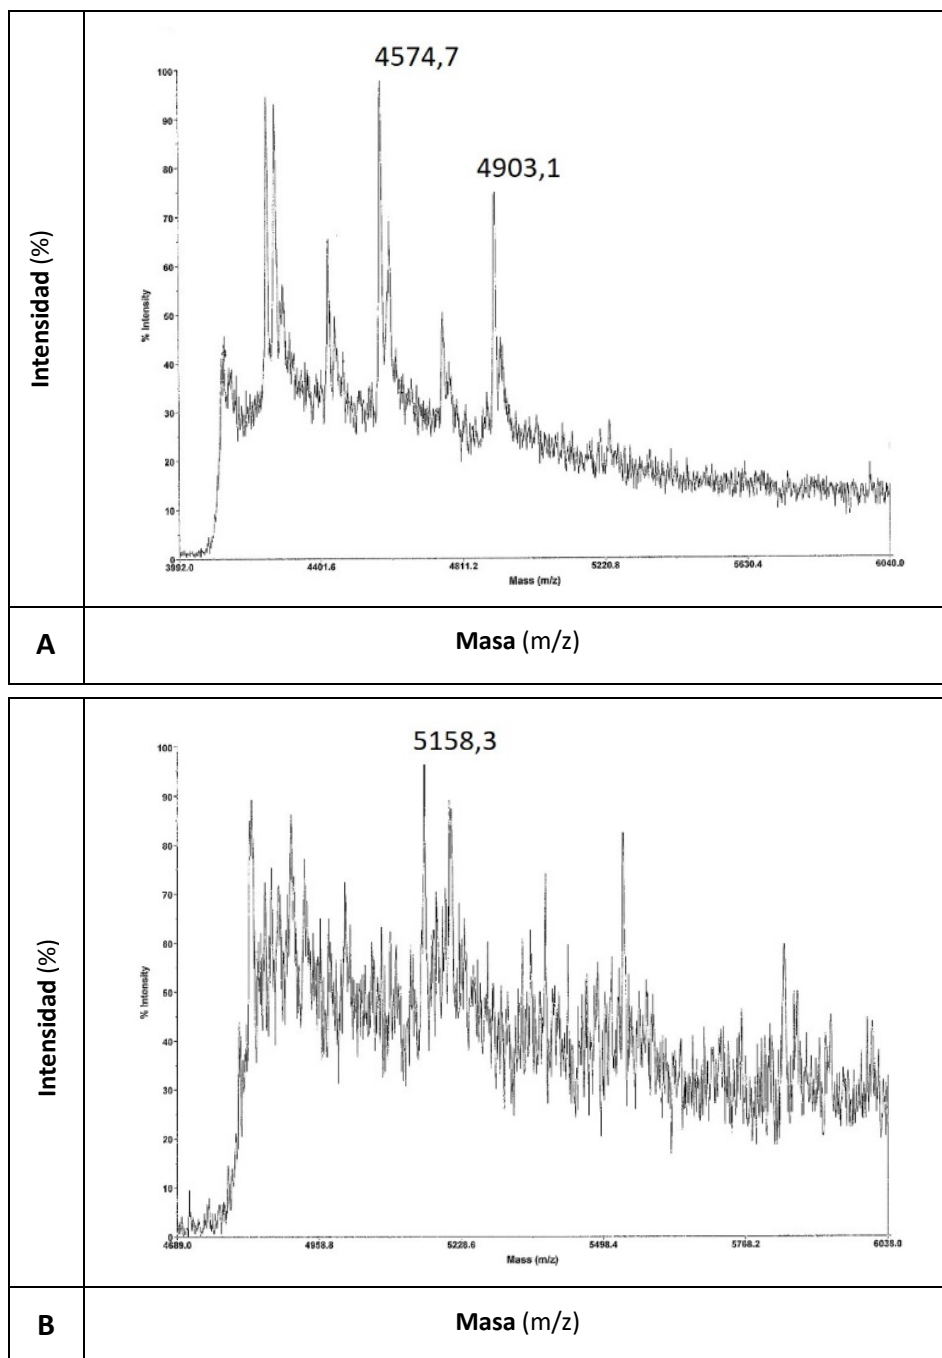 4574,7
4903,1
Intensidad (%)
% Intensity
100
90
80
70
60
50
40
30
20
10
0
3992.0 4401.6 4811.2 5220.8 5630.4 6040.0
Mass (m/z)
A Masa (m/z)
5158,3
Intensidad (%)
% Intensity
100
90
80
70
60
50
40
30
20
10
0
4689.0 4958.8 5228.6 5498.4 5768.2 6038.0
Mass (m/z)
B Masa (m/z)